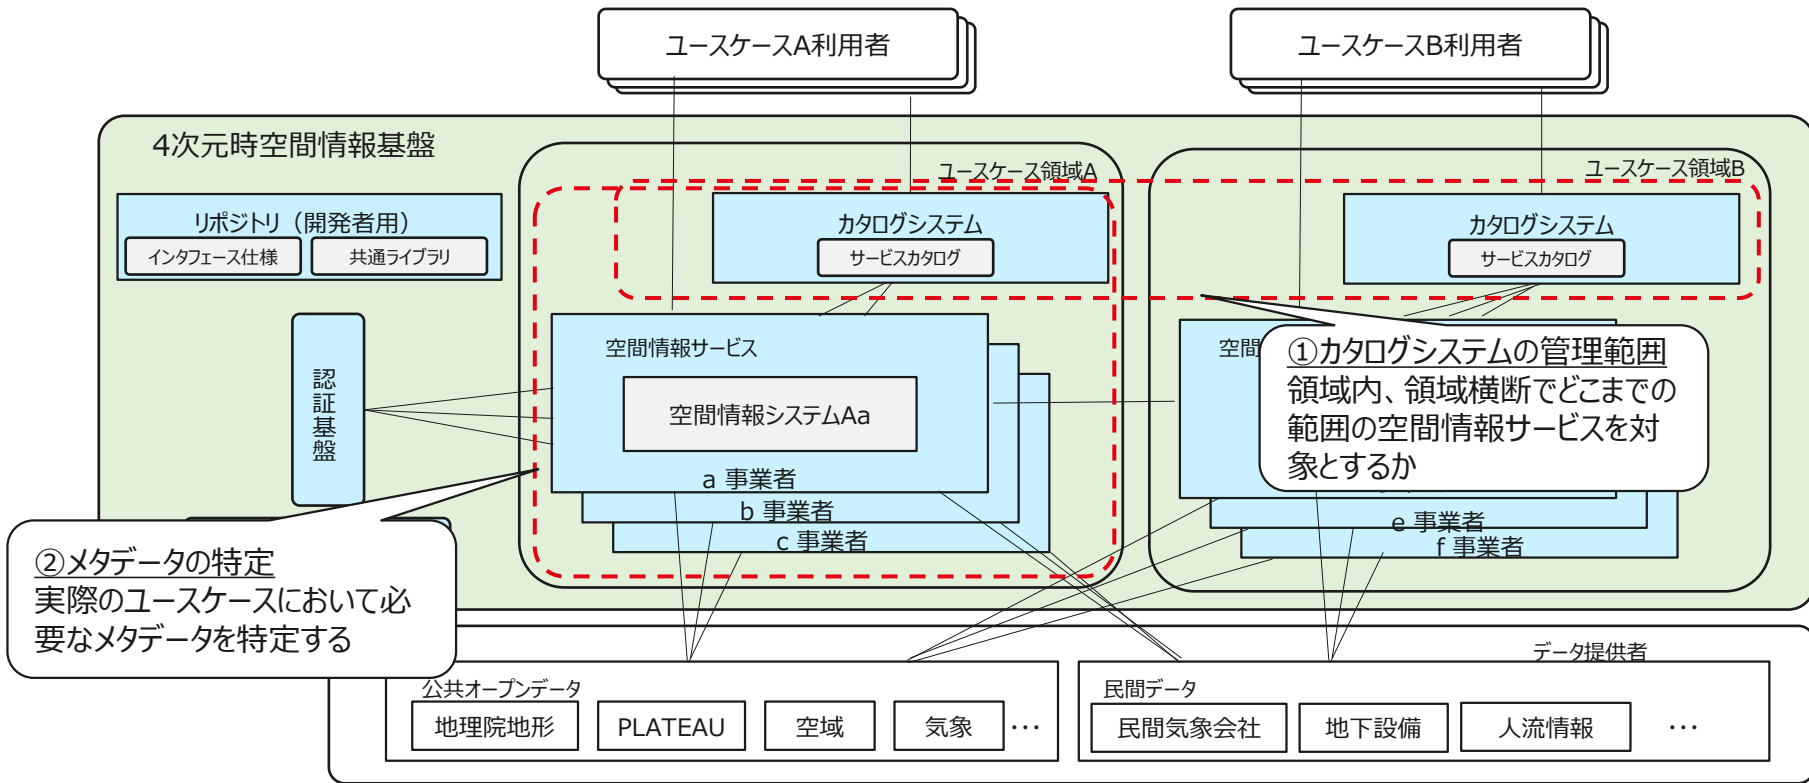 ユースケースA利用者
ユースケースB利用者
4次元時空間情報基盤
ユースケース領域A
ユースケース領域B
リポジトリ（開発者用）
インタフェース仕様
共通ライブラリ
カタログシステム
サービスカタログ
カタログシステム
サービスカタログ
認証基盤
空間情報サービス
空間情報システムAa
a 事業者
b 事業者
c 事業者
空間
①カタログシステムの管理範囲
領域内、領域横断でどこまでの
範囲の空間情報サービスを対
象とするか
e 事業者
f 事業者
②メタデータの特定
実際のユースケースにおいて必
要なメタデータを特定する
データ提供者
公共オープンデータ
地理院地形
PLATEAU
空域
気象
…
民間データ
民間気象会社
地下設備
人流情報
…